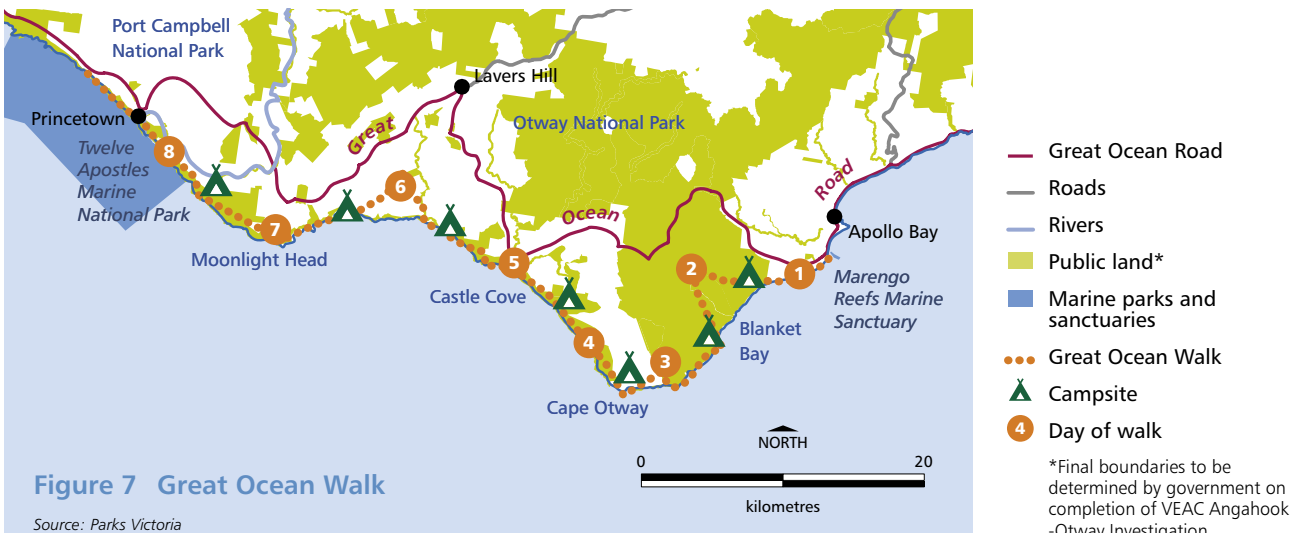 Port Campbell
National Park
Lavers Hill
Princetown
Great
Otway National Park
8
Twelve
Apostles
Marine
National Park
6
Road
Ocean
Apollo Bay
7
Moonlight Head
5
2
1
Castle Cove
Marengo
Reefs Marine
Sanctuary
4
Blanket
Bay
3
Cape Otway
NORTH
0 20
kilometres
Figure 7 Great Ocean Walk
Source: Parks Victoria
Great Ocean Road
Roads
Rivers
Public land*
Marine parks and
sanctuaries
Great Ocean Walk
Campsite
4 Day of walk
*Final boundaries to be
determined by government on
completion of VEAC Angahook
-Otway Investigation